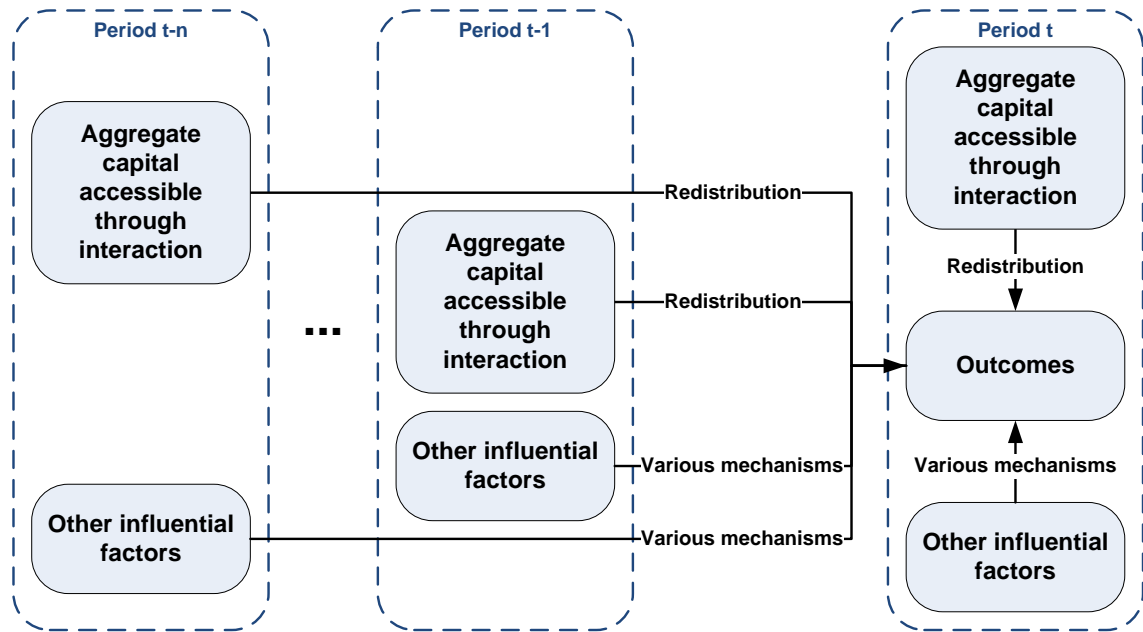 Period t-n
Aggregate
capital
accessible
through
interaction
Other influential
factors
...
Period t-1
Aggregate
capital
accessible
through
interaction
Other influential
factors
Redistribution
Redistribution
Various mechanisms
Various mechanisms
Period t
Aggregate
capital
accessible
through
interaction
Redistribution
Outcomes
Various mechanisms
Other influential
factors